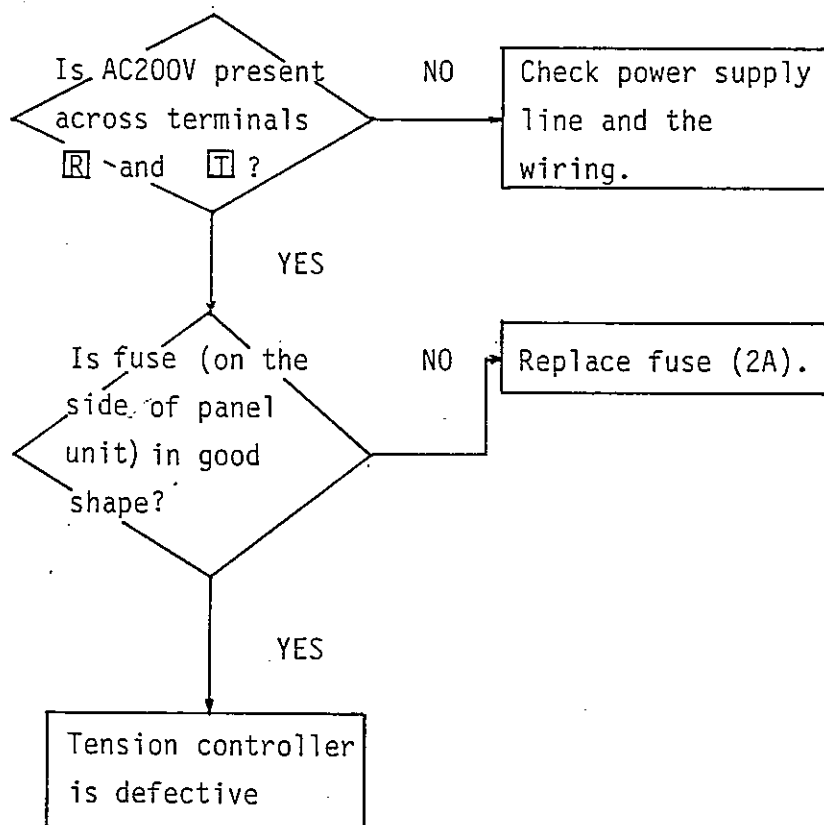 Is AC200V present
across terminals
R and T ?
NO
Check power supply
line and the
wiring.
YES
Is fuse (on the
side of panel
unit) in good
shape?
NO
Replace fuse (2A).
YES
Tension controller
is defective